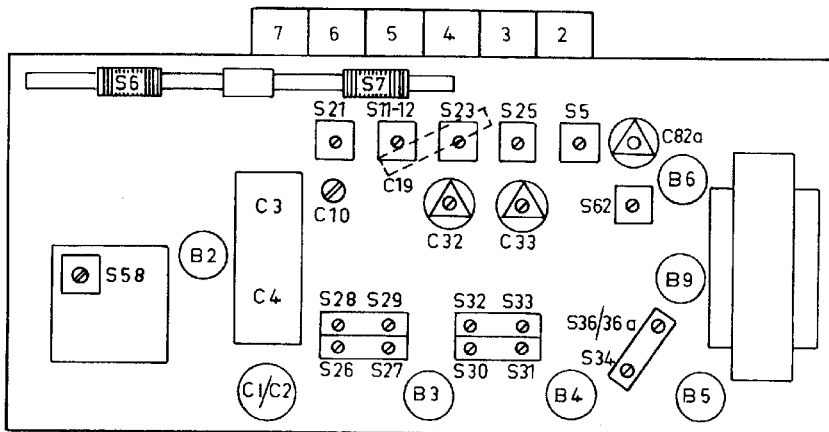 7 6 5 4 3 2
S6 S7
S21 S11-12 S23 S25 S5
C82a
C19
B6
C3
C10
S62
C32 C33
B2
S58
B9
C4
S28 S29 S32 S33
S36/36a
S26 S27 S30 S31
S34
C1/C2
B3 B4 B5